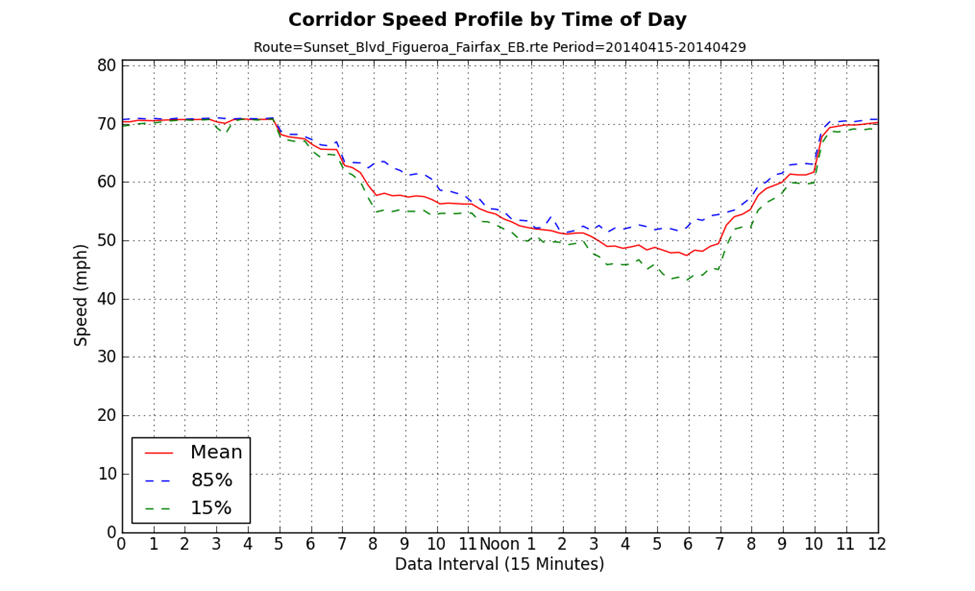 Corridor Speed Profile by Time of Day
Route=Sunset_Blvd_Figueroa_Fairfax_EB.rte Period=20140415-20140429
80
70
60
50
40
30
20
10
0
Speed (mph)
Mean
85%
15%
0 1 2 3 4 5 6 7 8 9 10 11 Noon 1 2 3 4 5 6 7 8 9 10 11 12
Data Interval (15 Minutes)